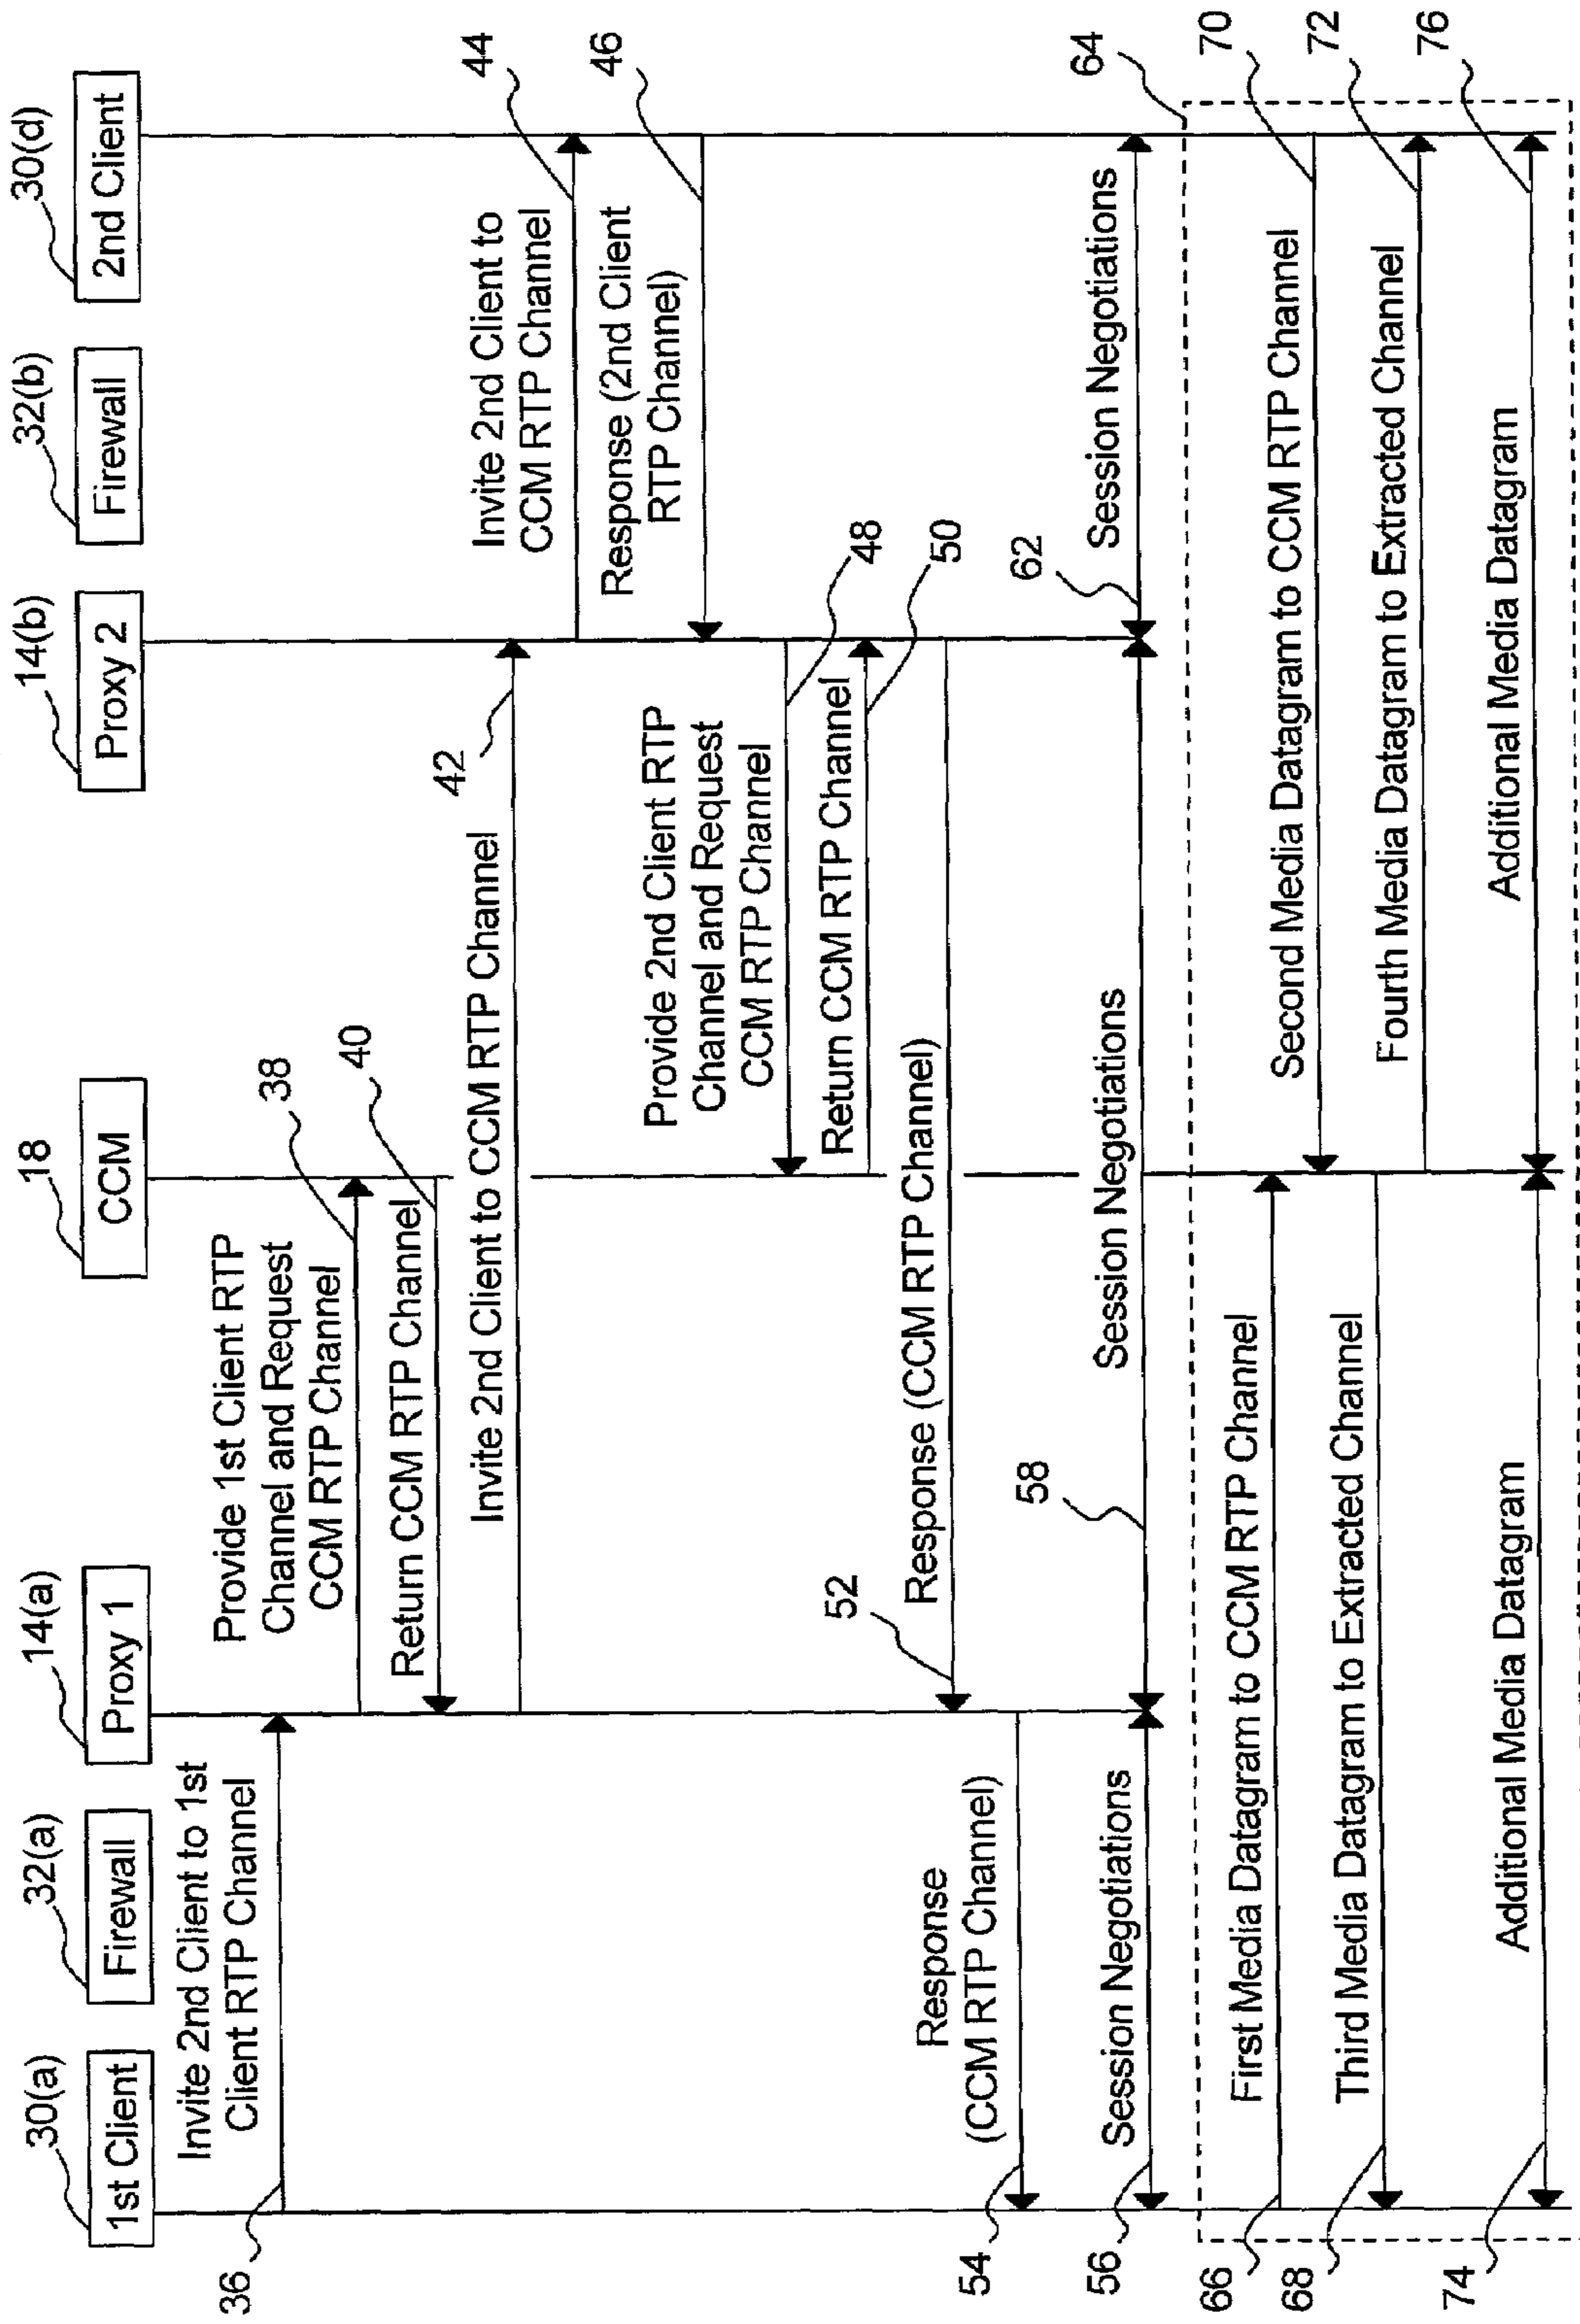 30(a)
32(a)
14(a)
18
14(b)
32(b)
30(d)
1st Client
Firewall
Proxy 1
CCM
Proxy 2
Firewall
2nd Client
Invite 2nd Client to 1st
Client RTP Channel
36
Provide 1st Client RTP
Channel and Request
CCM RTP Channel
38
Return CCM RTP Channel
40
Invite 2nd Client to CCM RTP Channel
42
Invite 2nd Client to
CCM RTP Channel
44
Response (2nd Client
RTP Channel)
46
Provide 2nd Client RTP
Channel and Request
CCM RTP Channel
48
Return CCM RTP Channel
50
Response (CCM RTP Channel)
52
Response
(CCM RTP Channel)
54
Session Negotiations
56
Session Negotiations
58
Session Negotiations
62
64
First Media Datagram to CCM RTP Channel
66
Second Media Datagram to CCM RTP Channel
70
Third Media Datagram to Extracted Channel
68
Fourth Media Datagram to Extracted Channel
72
Additional Media Datagram
74
Additional Media Datagram
76